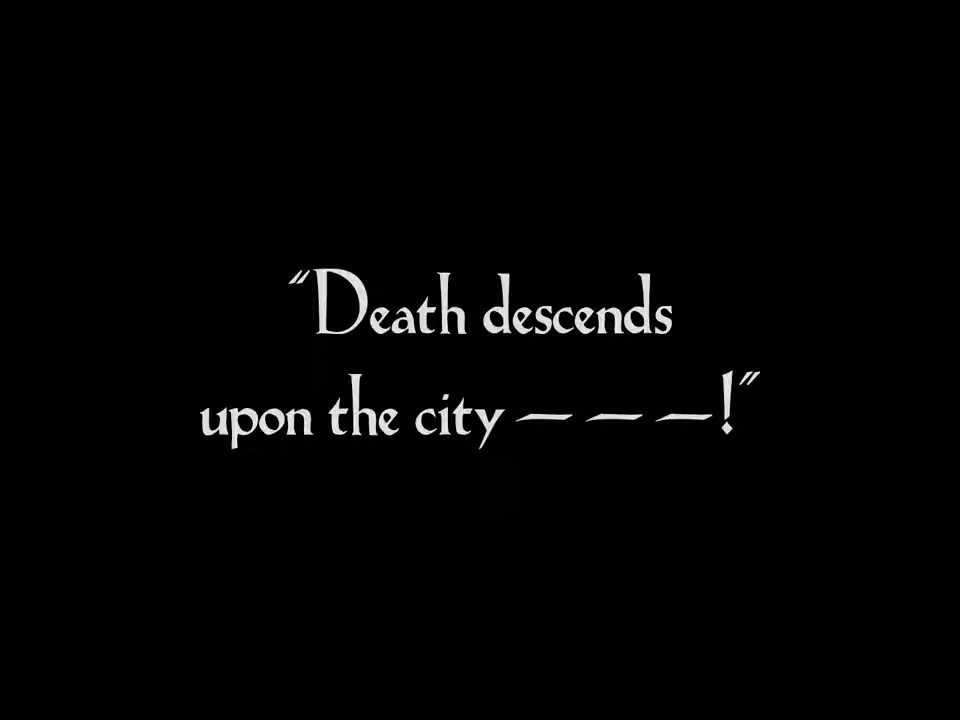 "Death descends
upon the city — — —!"